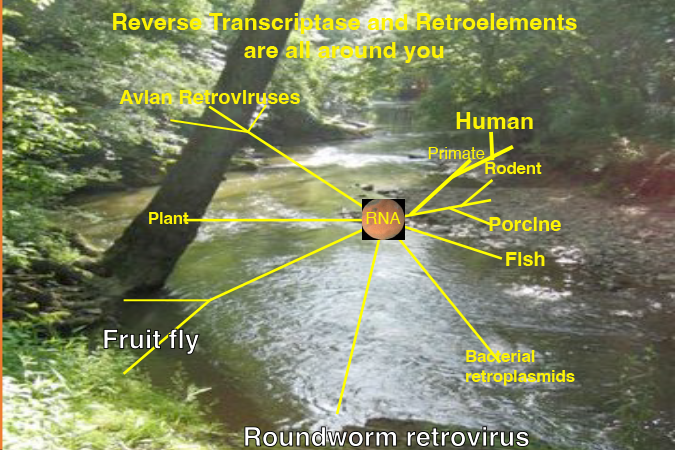 Reverse Transcriptase and Retroelements
are all around you
Avian Retroviruses
Human
Primate
Rodent
Plant
RNA
Porcine
Fish
Fruit fly
Bacterial
retroplasmids
Roundworm retrovirus